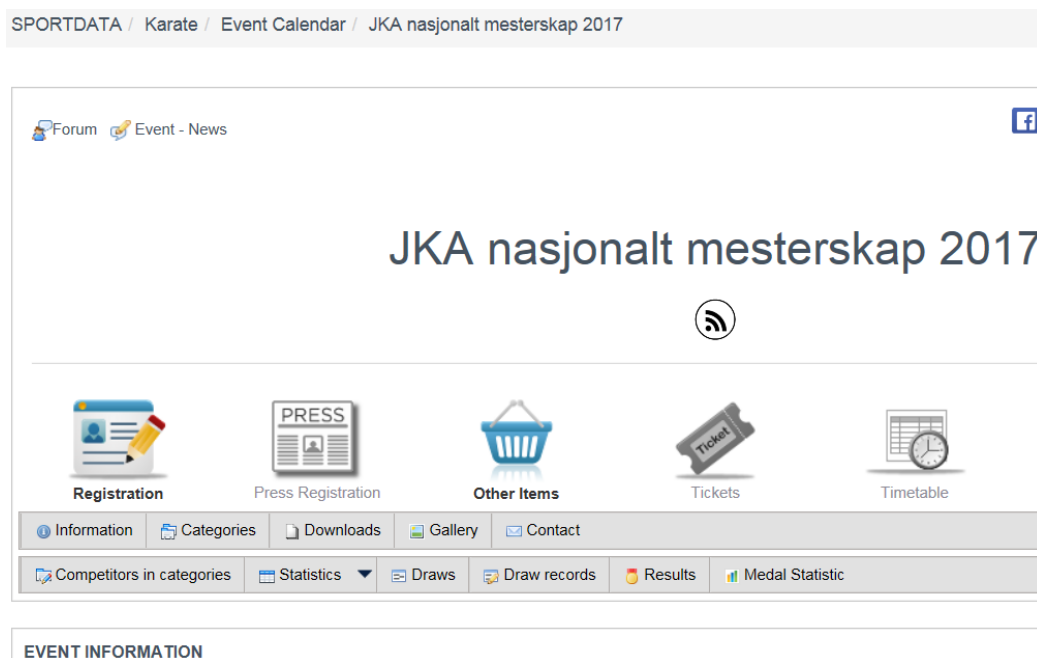 SPORTDATA / Karate / Event Calendar / JKA nasjonalt mesterskap 2017
Forum Event - News
JKA nasjonalt mesterskap 2017
PRESS
Ticket
Registration Press Registration Other Items Tickets Timetable
Information Categories Downloads Gallery Contact
Competitors in categories Statistics Draws Draw records Results Medal Statistic
EVENT INFORMATION